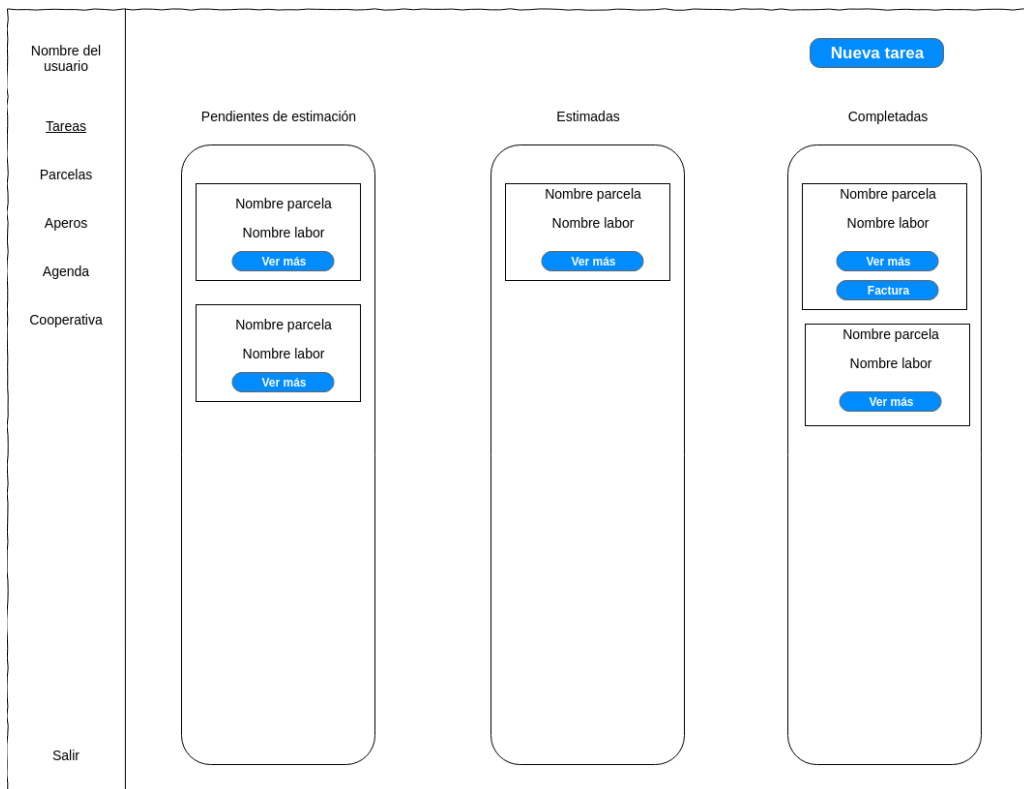 Nombre del
usuario
Tareas
Parcelas
Aperos
Agenda
Cooperativa
Salir
Nueva tarea
Pendientes de estimación
Nombre parcela
Nombre labor
Ver más
Nombre parcela
Nombre labor
Ver más
Estimadas
Nombre parcela
Nombre labor
Ver más
Completadas
Nombre parcela
Nombre labor
Ver más
Factura
Nombre parcela
Nombre labor
Ver más